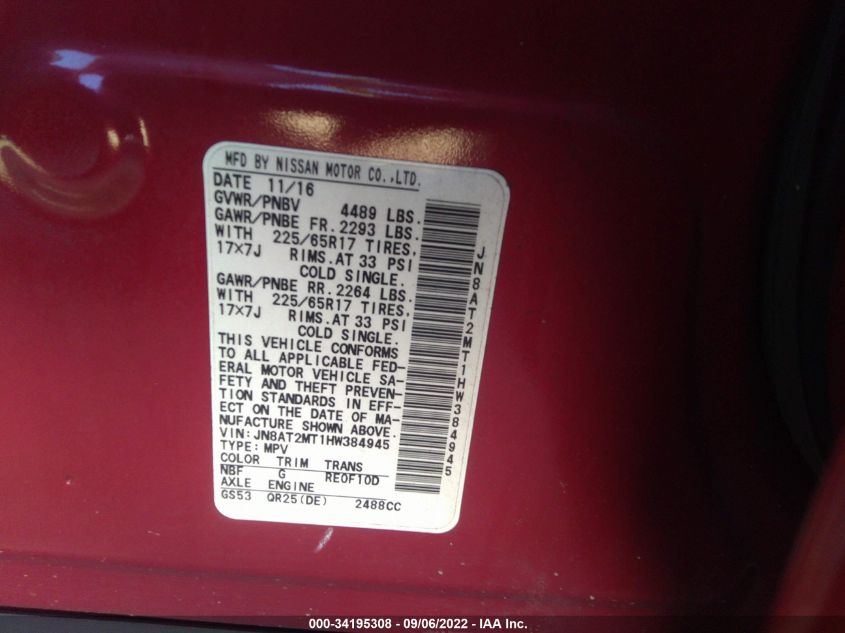 MFD BY NISSAN MOTOR CO.,LTD.
DATE 11/16
GVWR/PNBV 4489 LBS.
GAWR/PNBE FR. 2293 LBS.
WITH 225/65R17 TIRES,
17X7J RIMS.AT 33 PSI
COLD SINGLE.
GAWR/PNBE RR. 2264 LBS.
WITH 225/65R17 TIRES,
17X7J RIMS.AT 33 PSI
COLD SINGLE.
THIS VEHICLE CONFORMS
TO ALL APPLICABLE FED-
ERAL MOTOR VEHICLE SA-
FETY AND THEFT PREVEN-
TION STANDARDS IN EFF-
ECT ON THE DATE OF MA-
NUFACTURE SHOWN ABOVE.
VIN: JN8AT2MT1HW384945
TYPE: MPV
COLOR TRIM TRANS
NBF G RE0F10D
AXLE ENGINE
GS53 QR25(DE) 2488CC
JN8AT2MT1HW384945
000-34195308 - 09/06/2022 - IAA Inc.